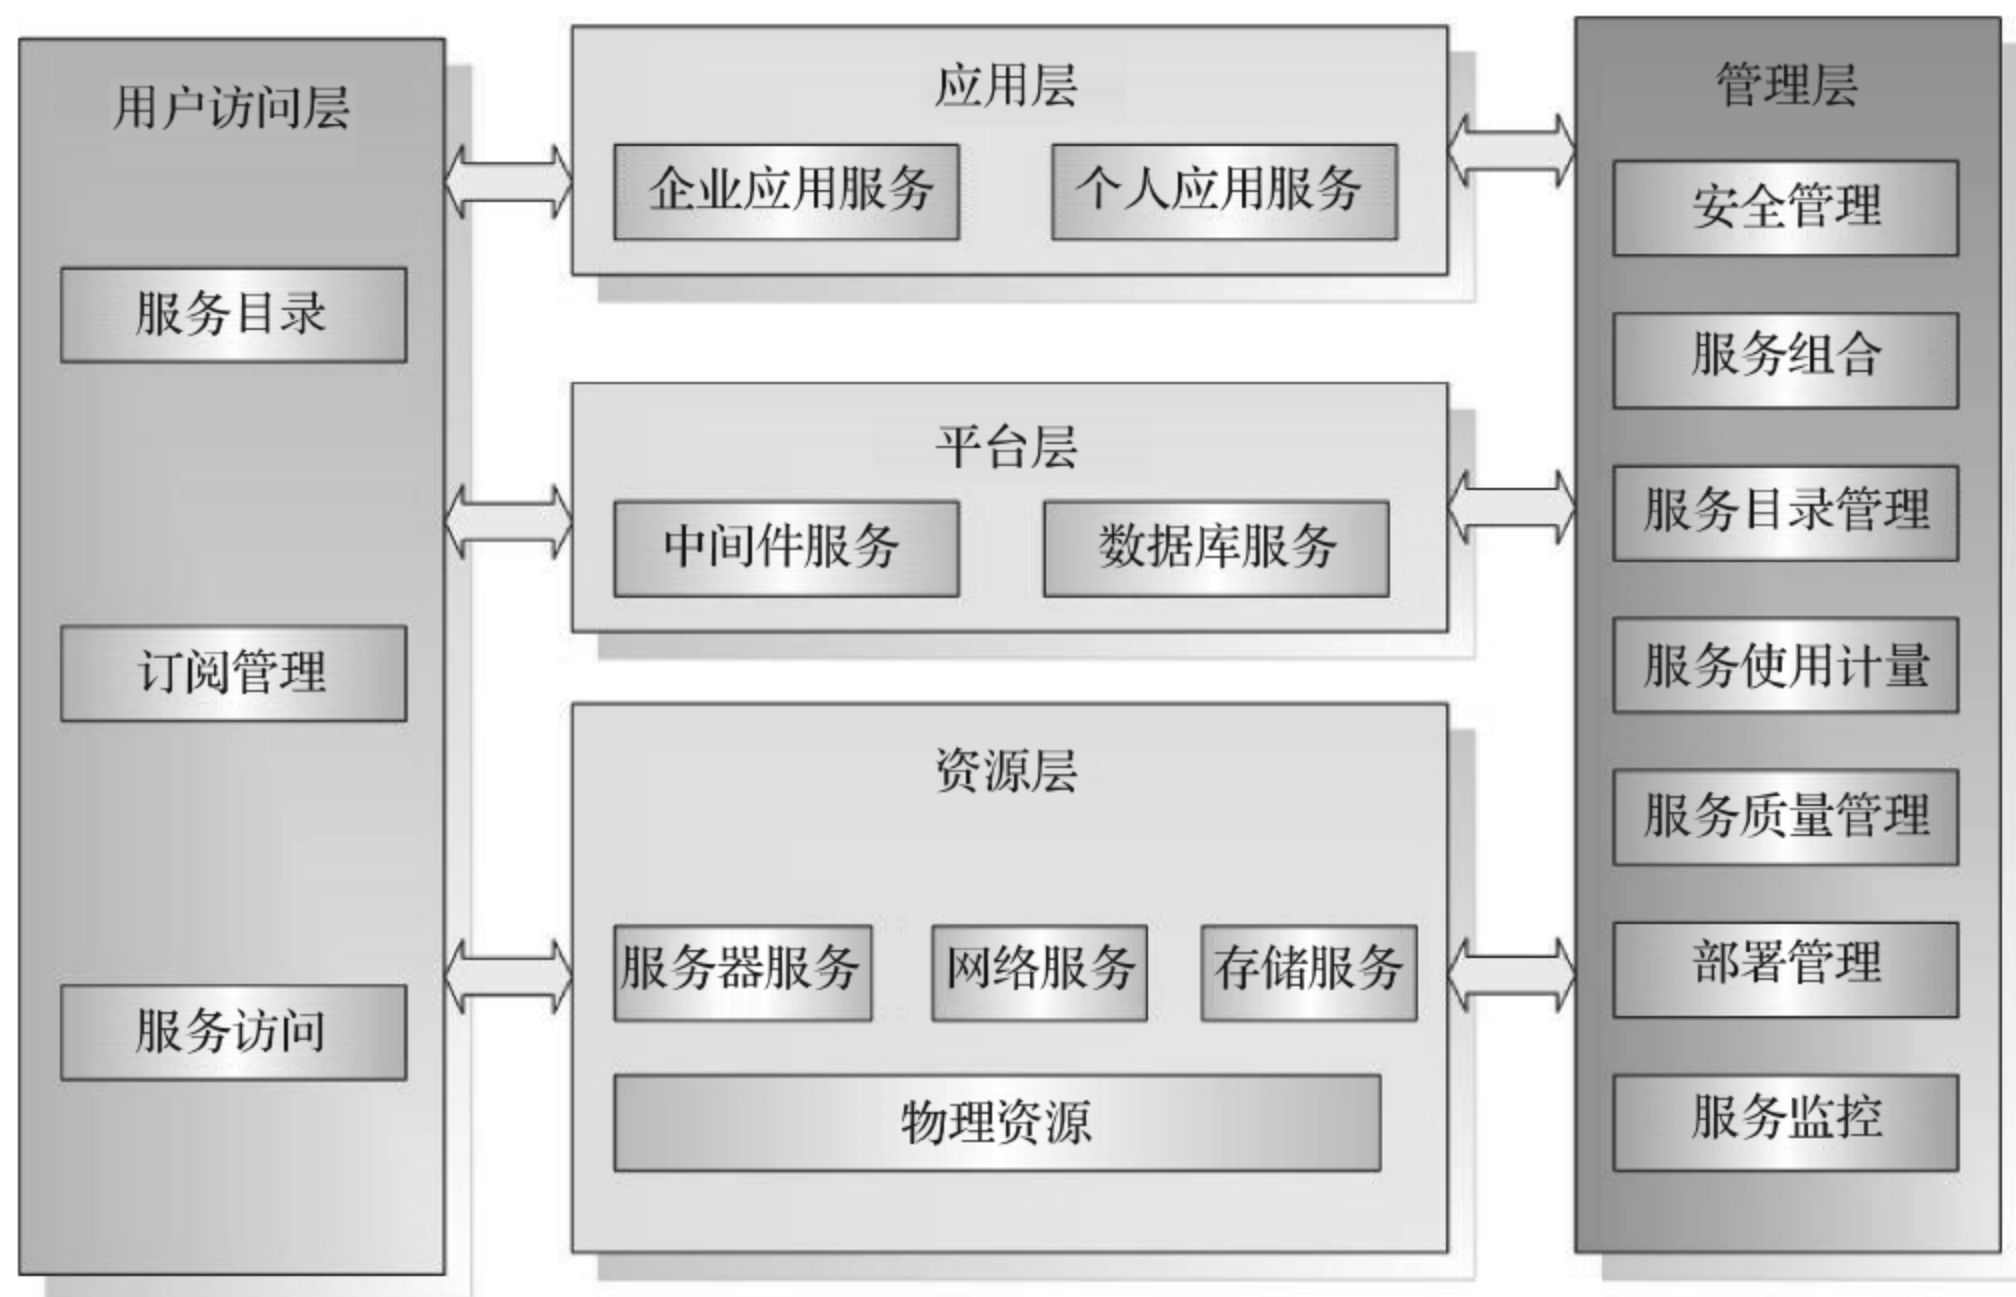 用户访问层
服务目录
订阅管理
服务访问
应用层
企业应用服务
个人应用服务
平台层
中间件服务
数据库服务
资源层
服务器服务
网络服务
存储服务
物理资源
管理层
安全管理
服务组合
服务目录管理
服务使用计量
服务质量管理
部署管理
服务监控